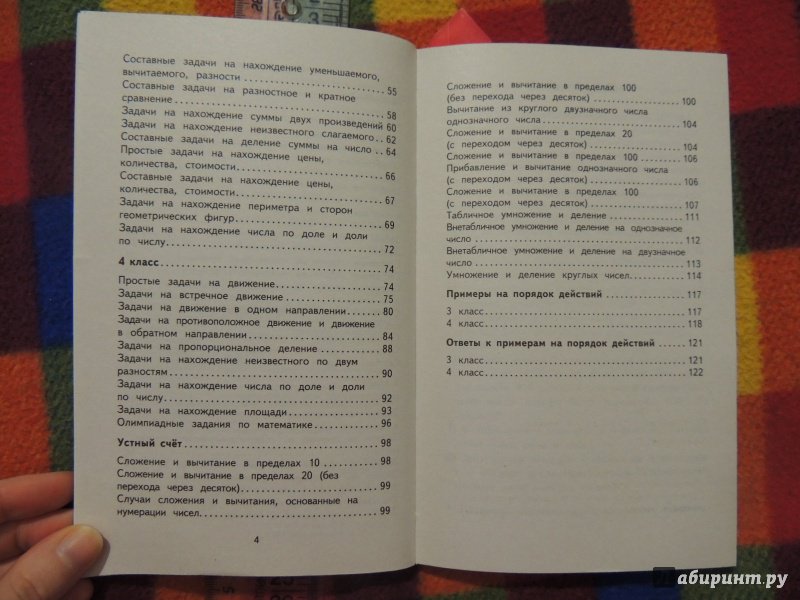 Составные задачи на нахождение уменьшаемого,
вычитаемого, разности ..................... 55
Составные задачи на разностное и кратное
сравнение ................................. 58
Задачи на нахождение суммы двух произведений 60
Задачи на нахождение неизвестного слагаемого.. 62
Составные задачи на деление суммы на число .. 64
Простые задачи на нахождение цены,
количества, стоимости ..................... 66
Составные задачи на нахождение цены,
количества, стоимости ..................... 67
Задачи на нахождение периметра и сторон
геометрических фигур ...................... 69
Задачи на нахождение числа по доле и доли
по числу ................................. 72
4 класс .................................. 74
Простые задачи на движение ................ 74
Задачи на встречное движение .............. 75
Задачи на движение в одном направлении ..... 80
Задачи на противоположное движение и движение
в обратном направлении .................... 84
Задачи на пропорциональное деление ......... 88
Задачи на нахождение неизвестного по двум
разностям ................................ 90
Задачи на нахождение числа по доле и доли
по числу ................................. 92
Задачи на нахождение площади .............. 93
Олимпиадные задания по математике .......... 96
Устный счёт .............................. 98
Сложение и вычитание в пределах 10 ......... 98
Сложение и вычитание в пределах 20 (без
перехода через десяток) ................... 99
Случаи сложения и вычитания, основанные на
нумерации чисел ........................... 99
4
Сложение и вычитание в пределах 100
(без перехода через десяток) ............... 100
Вычитание из круглого двузначного числа
однозначного числа ........................ 104
Сложение и вычитание в пределах 20
(с переходом через десяток) ................ 104
Сложение и вычитание в пределах 100 ........ 106
Прибавление и вычитание однозначного числа
(с переходом через десяток) ................ 106
Сложение и вычитание в пределах 100
(с переходом через десяток) ................ 107
Табличное умножение и деление ............. 111
Внетабличное умножение и деление на однозначное
число .................................... 112
Внетабличное умножение и деление на двузначное
число .................................... 113
Умножение и деление круглых чисел .......... 114
Примеры на порядок действий ............... 117
3 класс .................................. 117
4 класс .................................. 118
Ответы к примерам на порядок действий ...... 121
3 класс .................................. 121
4 класс .................................. 122
абиринт.ру